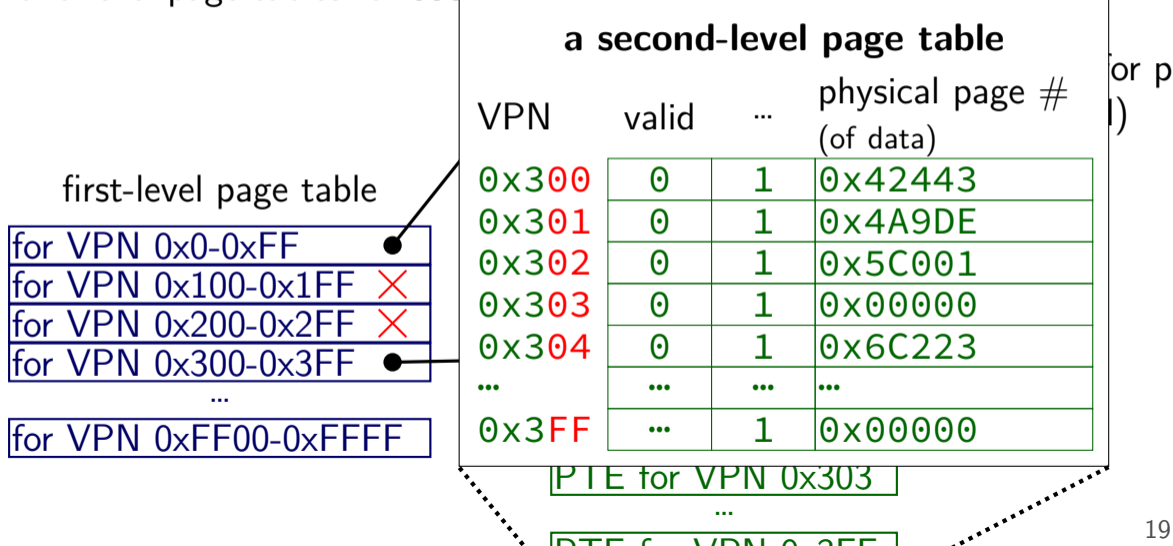 a second-level page table
or p
physical page #
VPN valid ...
(of data)
first-level page table
0x300 0 1 0x42443
0x301 0 1 0x4A9DE
for VPN 0x0-0xFF
0x302 0 1 0x5C001
for VPN 0x100-0x1FF
0x303 0 1 0x00000
for VPN 0x200-0x2FF
0x304 0 1 0x6C223
for VPN 0x300-0x3FF
... ... ... ...
...
0x3FF ... 1 0x00000
for VPN 0xFF00-0xFFFF
PTE for VPN 0x303
...
19